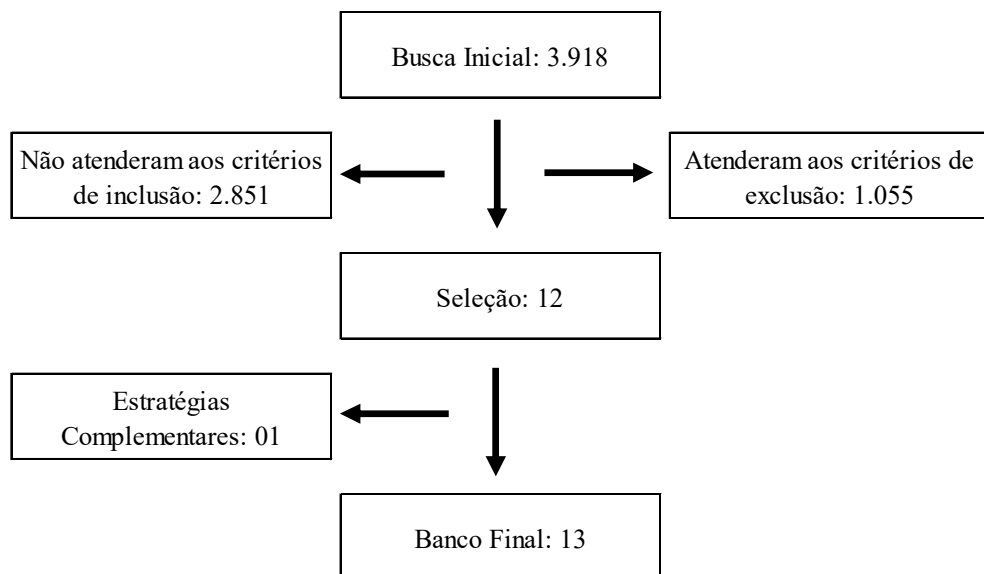 Busca Inicial: 3.918
Não atenderam aos critérios
de inclusão: 2.851
Atenderam aos critérios de
exclusão: 1.055
Seleção: 12
Estratégias
Complementares: 01
Banco Final: 13